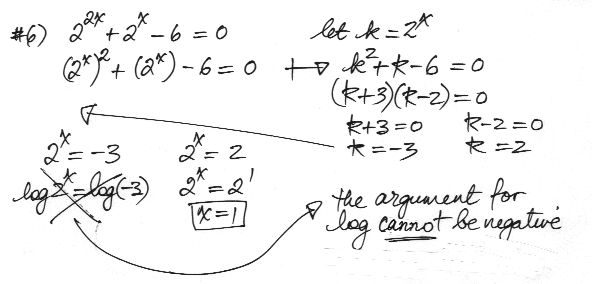 #6) 2^{2x} + 2^x - 6 = 0
(2^x)^2 + (2^x) - 6 = 0
let k = 2^x
k^2 + k - 6 = 0
(k+3)(k-2) = 0
k+3 = 0 k-2 = 0
k = -3 k = 2
2^x = -3 2^x = 2
log 2^x = log(-3) 2^x = 2^1
x = 1
the argument for
log cannot be negative